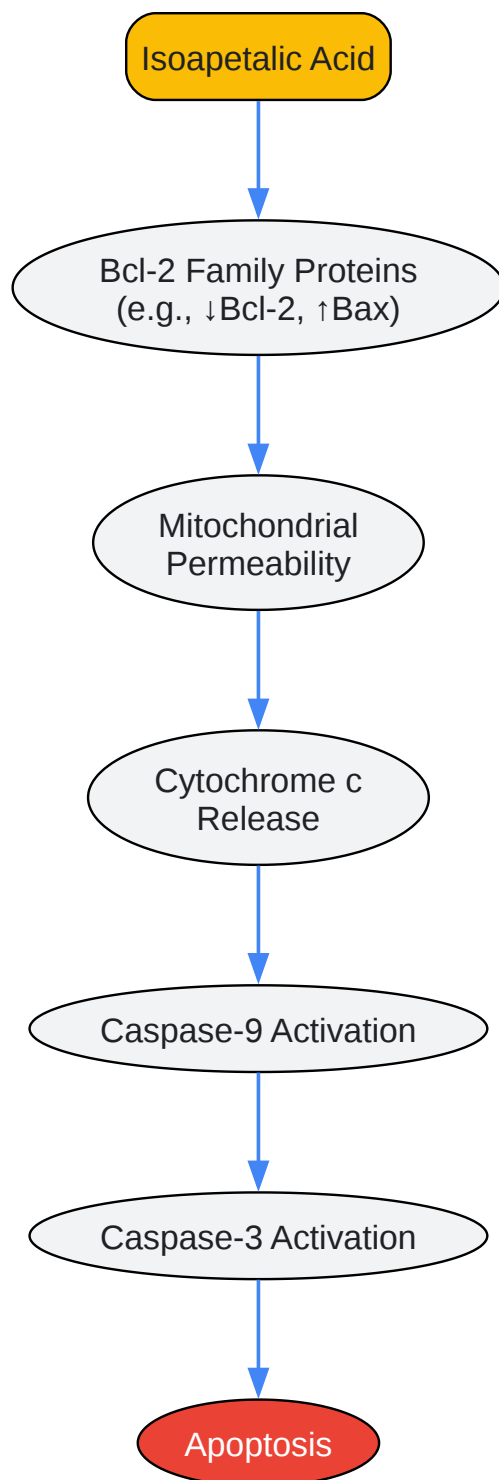 Isoapetalic Acid
Bcl-2 Family Proteins
(e.g., ↓Bcl-2, ↑Bax)
Mitochondrial
Permeability
Cytochrome c
Release
Caspase-9 Activation
Caspase-3 Activation
Apoptosis